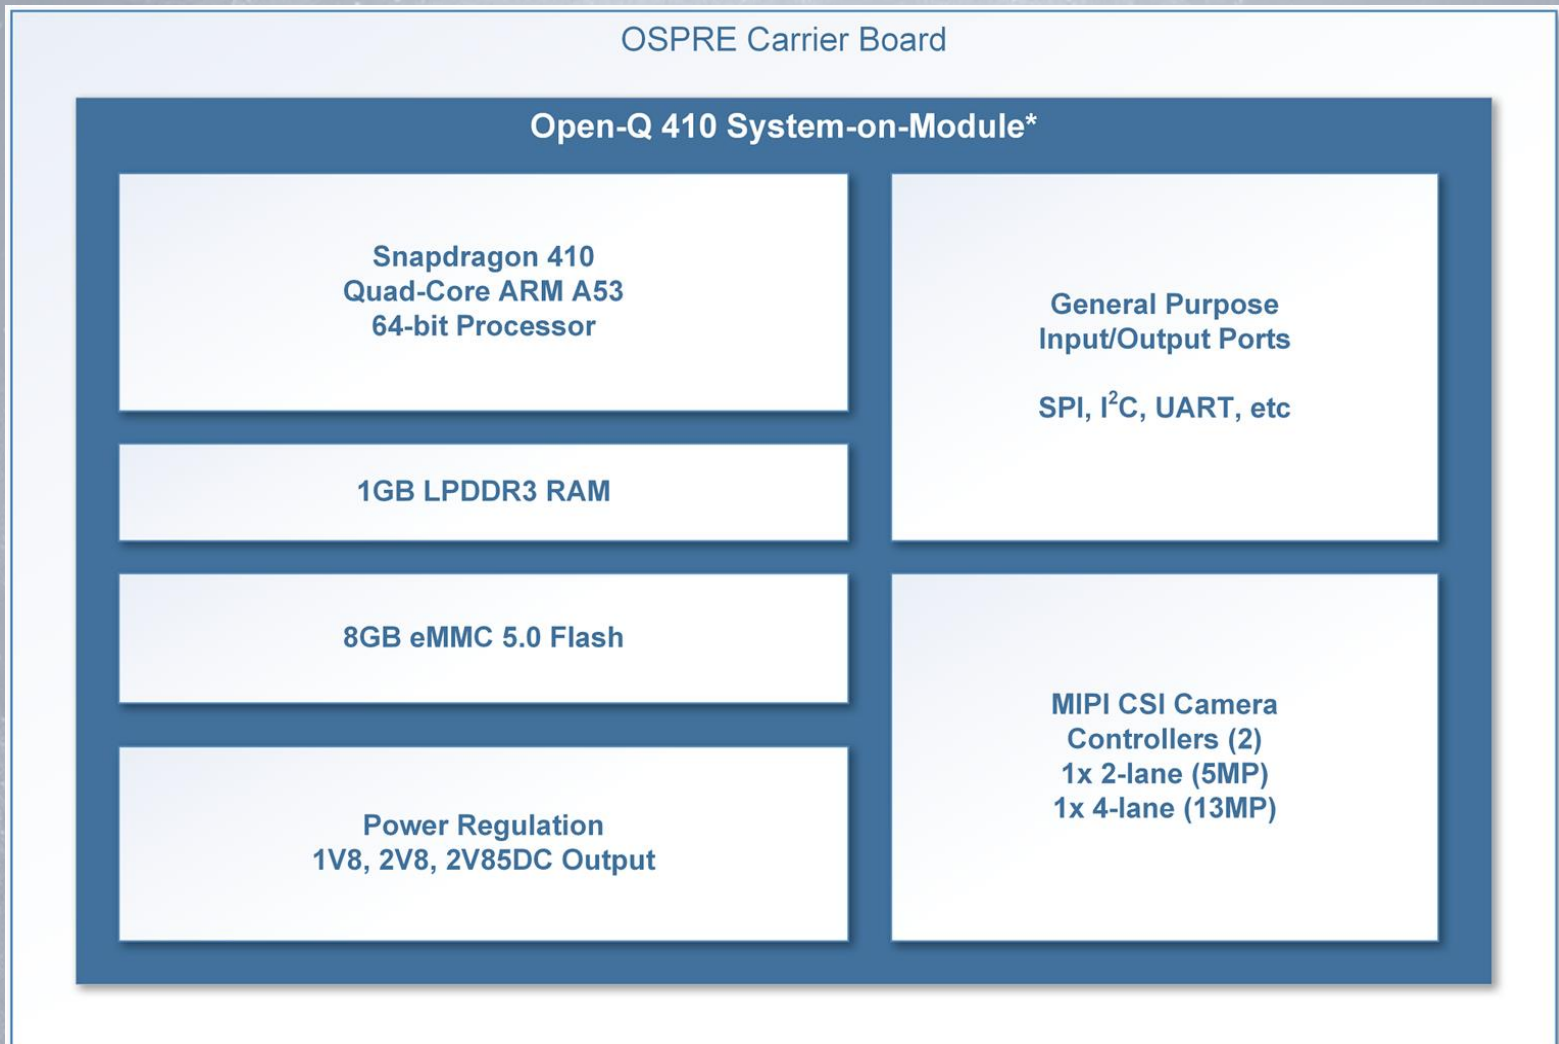 OSPRE Carrier Board
Open-Q 410 System-on-Module*
Snapdragon 410
Quad-Core ARM A53
64-bit Processor
1GB LPDDR3 RAM
8GB eMMC 5.0 Flash
Power Regulation
1V8, 2V8, 2V85DC Output
General Purpose
Input/Output Ports
SPI, I²C, UART, etc
MIPI CSI Camera
Controllers (2)
1x 2-lane (5MP)
1x 4-lane (13MP)